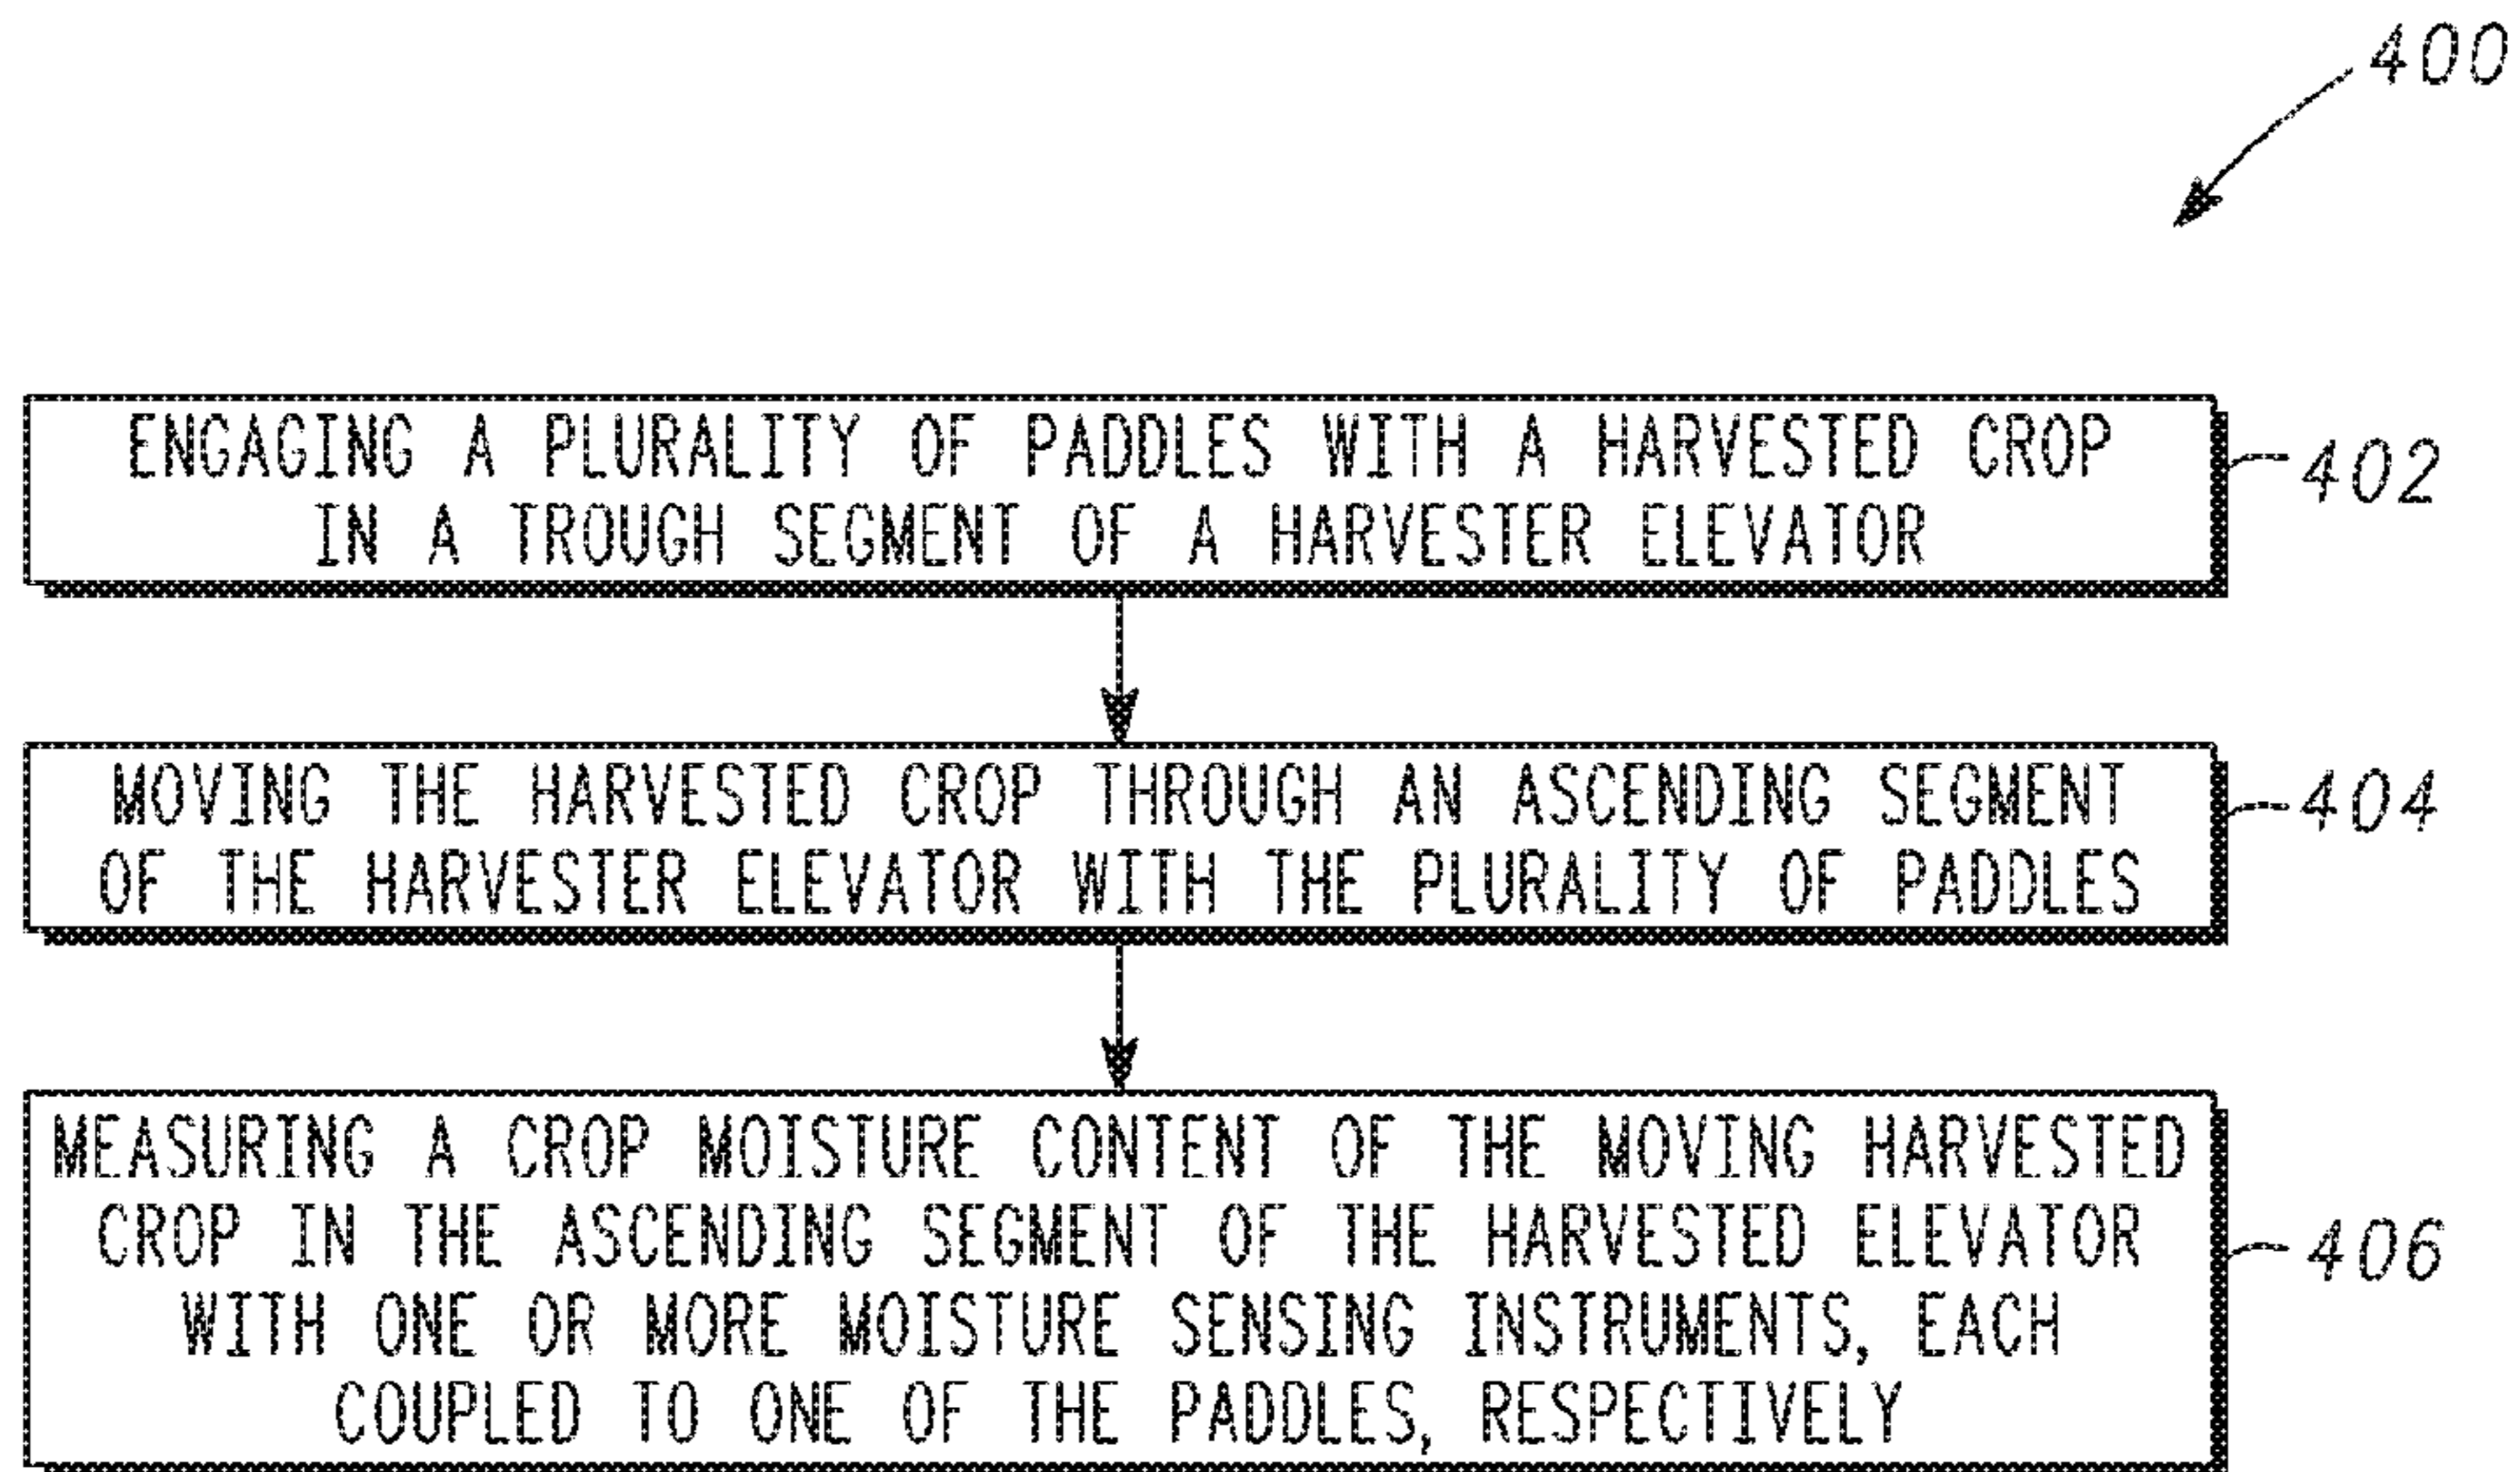 400
ENGAGING A PLURALITY OF PADDLES WITH A HARVESTED CROP
IN A TROUGH SEGMENT OF A HARVESTER ELEVATOR
402
MOVING THE HARVESTED CROP THROUGH AN ASCENDING SEGMENT
OF THE HARVESTER ELEVATOR WITH THE PLURALITY OF PADDLES
404
MEASURING A CROP MOISTURE CONTENT OF THE MOVING HARVESTED
CROP IN THE ASCENDING SEGMENT OF THE HARVESTED ELEVATOR
WITH ONE OR MORE MOISTURE SENSING INSTRUMENTS, EACH
COUPLED TO ONE OF THE PADDLES, RESPECTIVELY
406